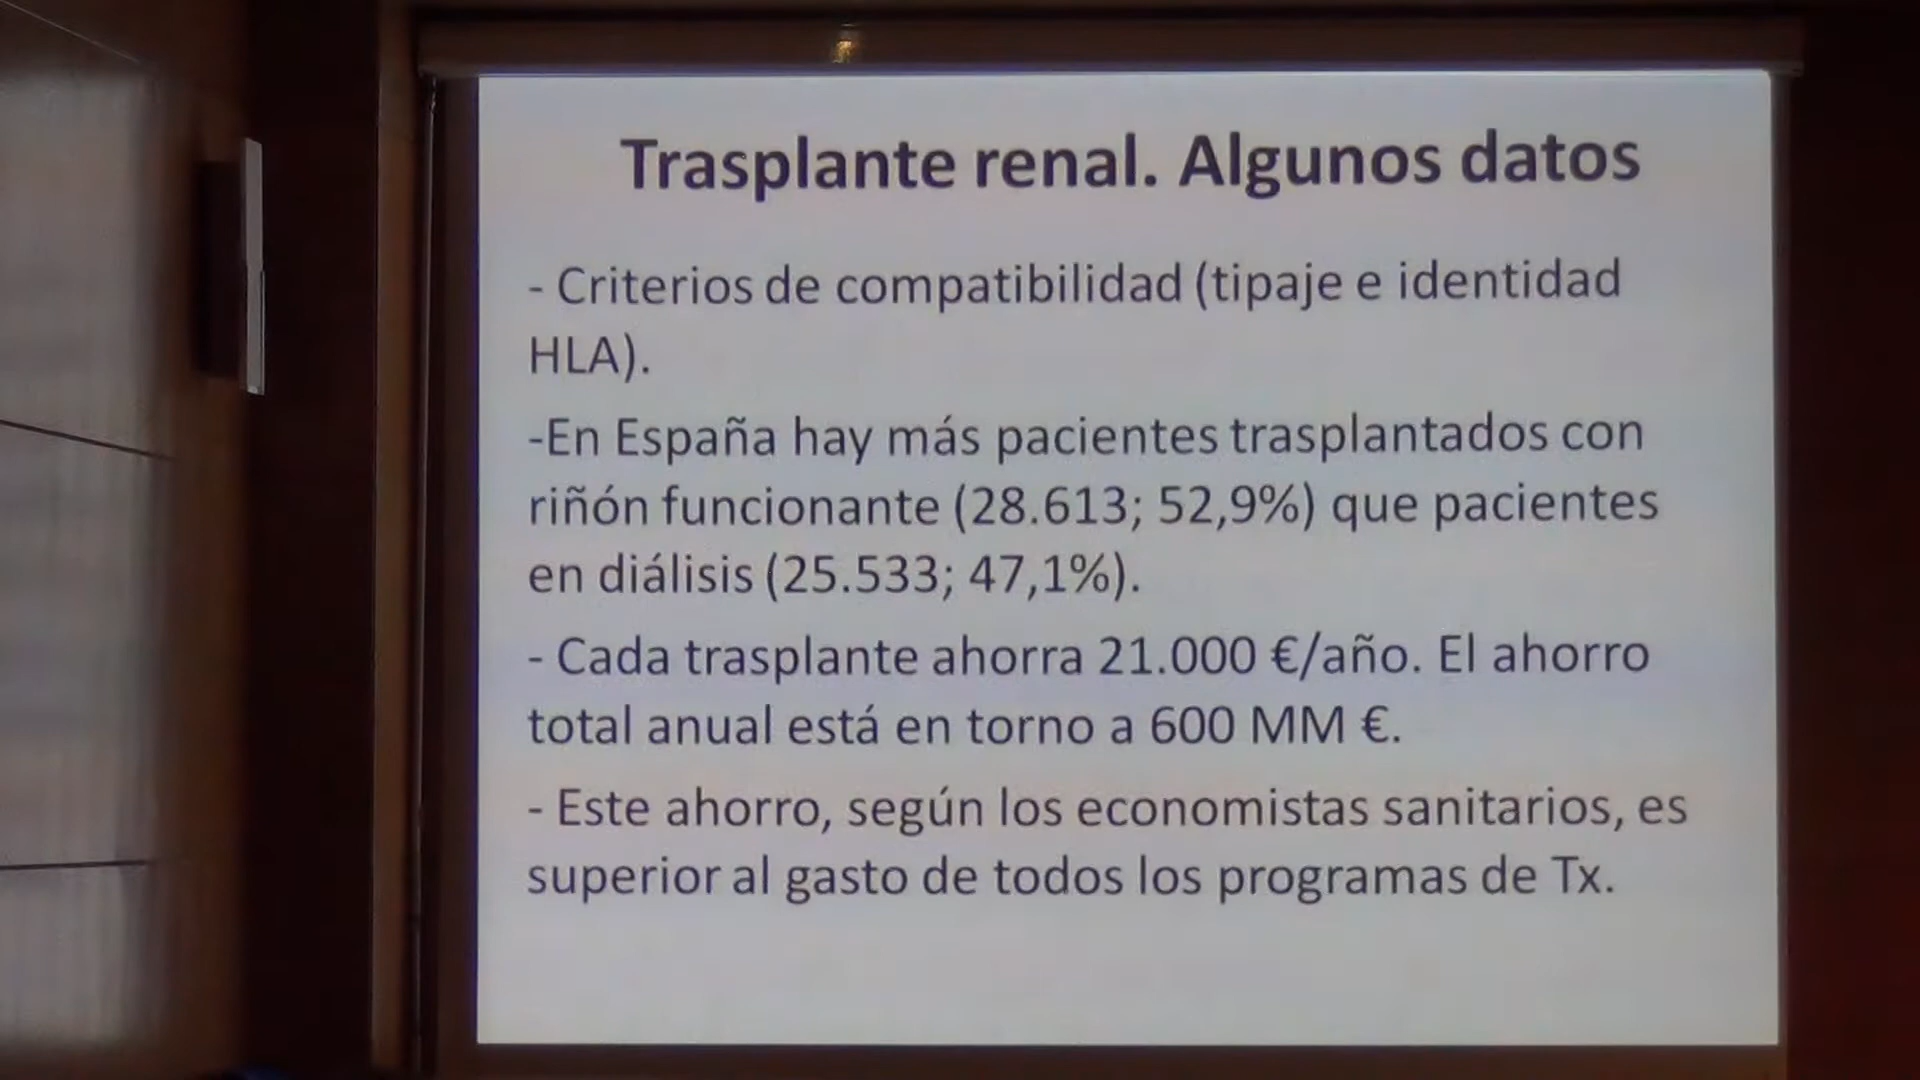 Trasplante renal. Algunos datos
- Criterios de compatibilidad (tipaje e identidad
HLA).
-En España hay más pacientes trasplantados con
riñón funcionante (28.613; 52,9%) que pacientes
en diálisis (25.533; 47,1%).
- Cada trasplante ahorra 21.000 €/año. El ahorro
total anual está en torno a 600 MM €.
- Este ahorro, según los economistas sanitarios, es
superior al gasto de todos los programas de Tx.